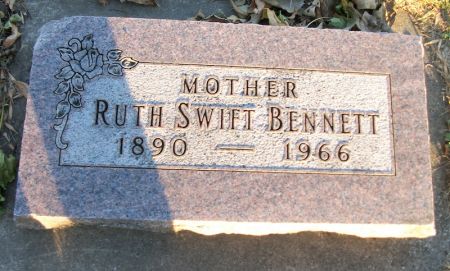 MOTHER
RUTH SWIFT BENNETT
1890 — 1966